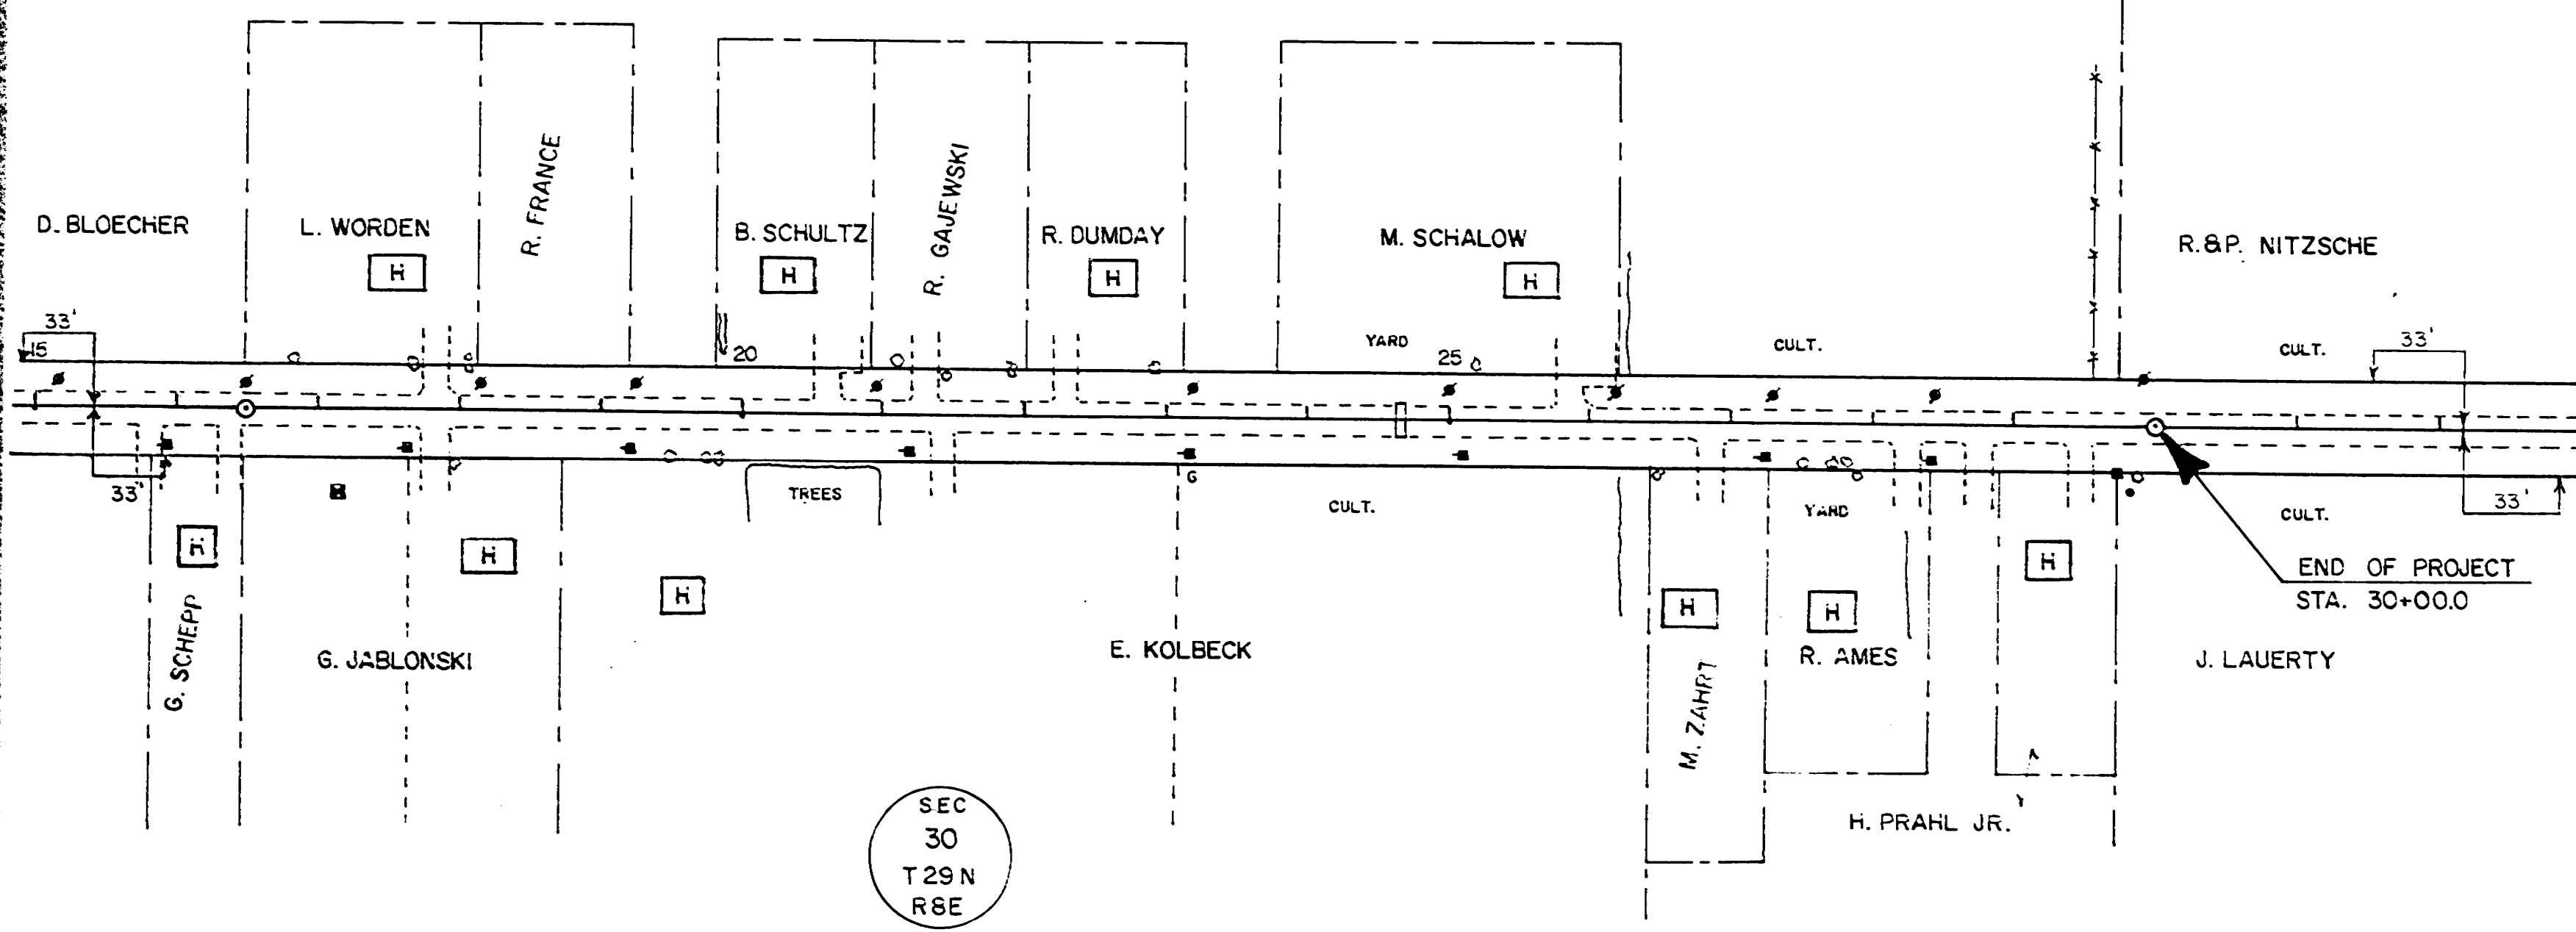 D. BLOECHER
L. WORDEN
R. FRANCE
B. SCHULTZ
R. GAJEWSKI
R. DUMDAY
M. SCHALOW
R.&P. NITZSCHE
H
H
H
H
33'
15
20
YARD
25
CULT.
CULT.
33'
33'
TREES
G
CULT.
YARD
CULT.
33'
H
H
H
H
H
H
END OF PROJECT
STA. 30+00.0
G. SCHEPP
G. JABLONSKI
E. KOLBECK
M. ZAHRT
R. AMES
J. LAUERTY
H. PRAHL JR.
SEC
30
T29N
R8E